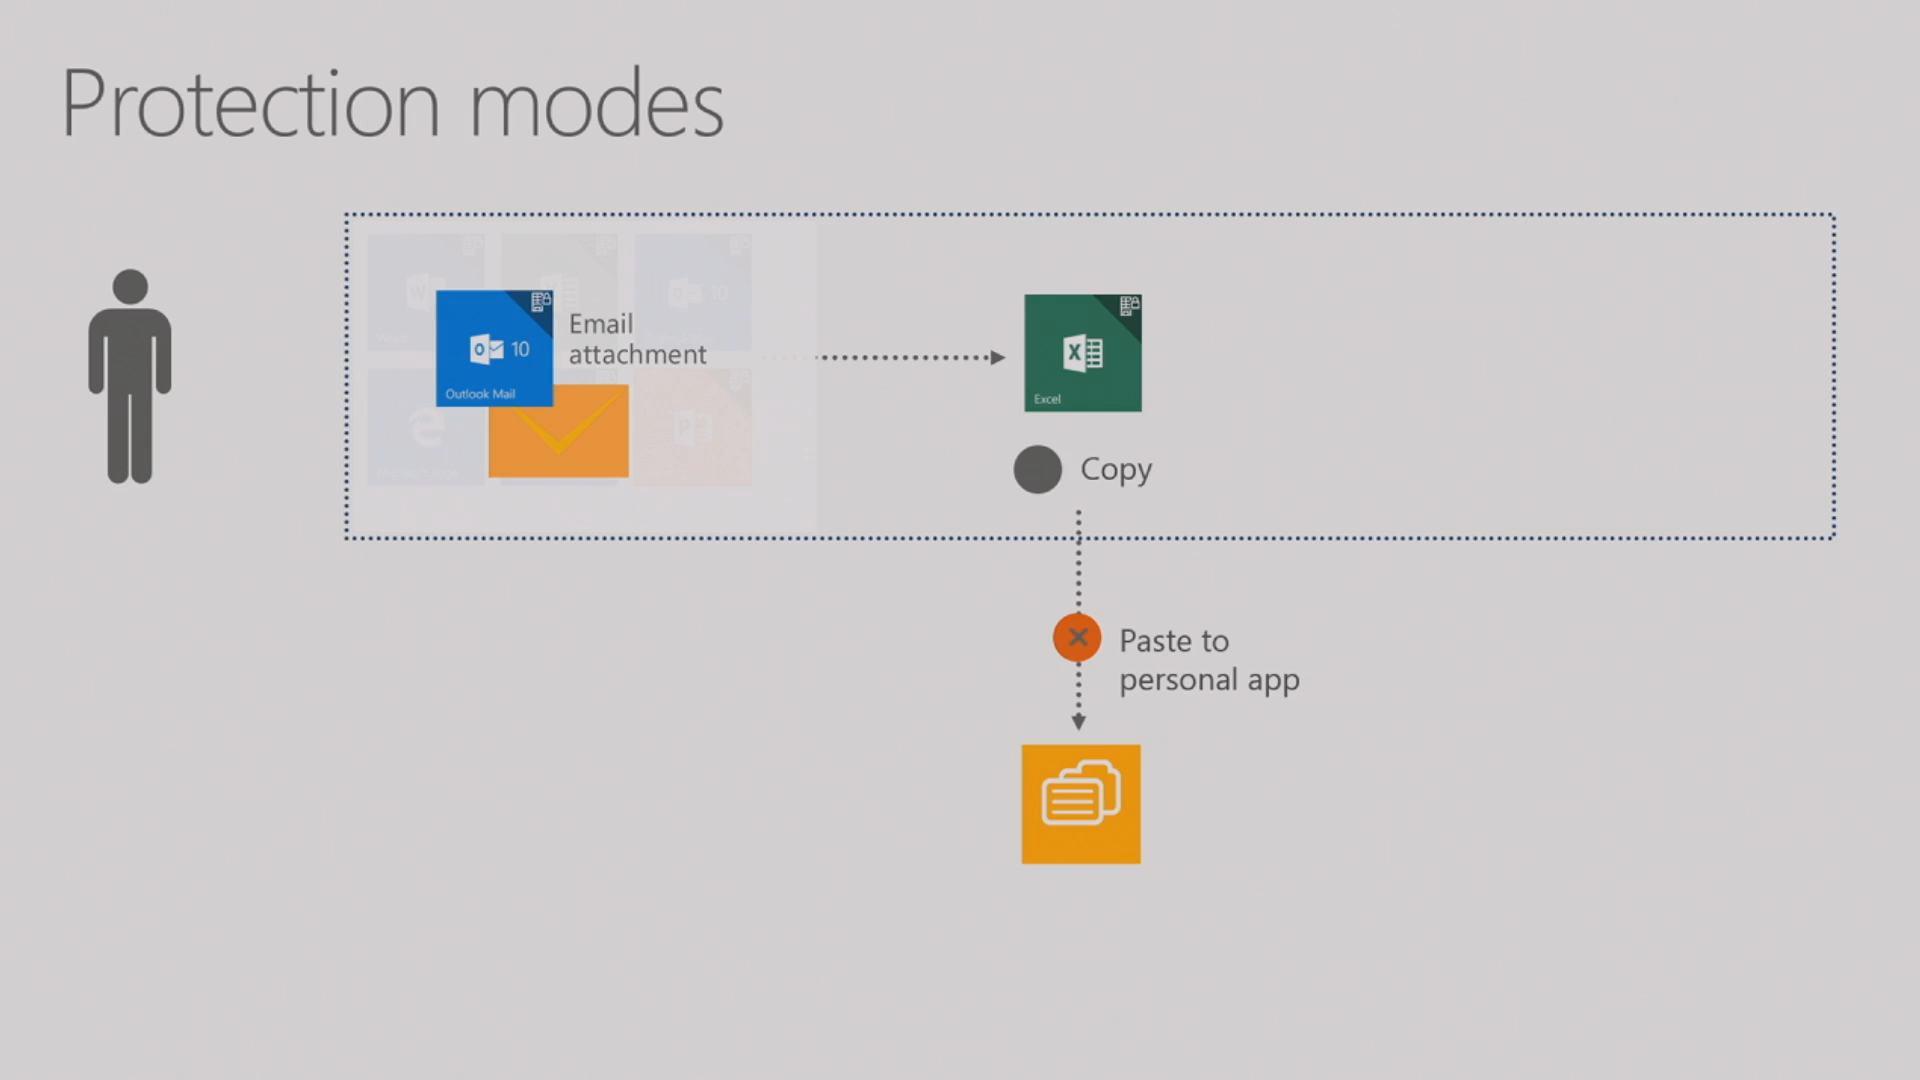 Protection modes
Email
attachment
10
Outlook Mail
Excel
Copy
Paste to
personal app